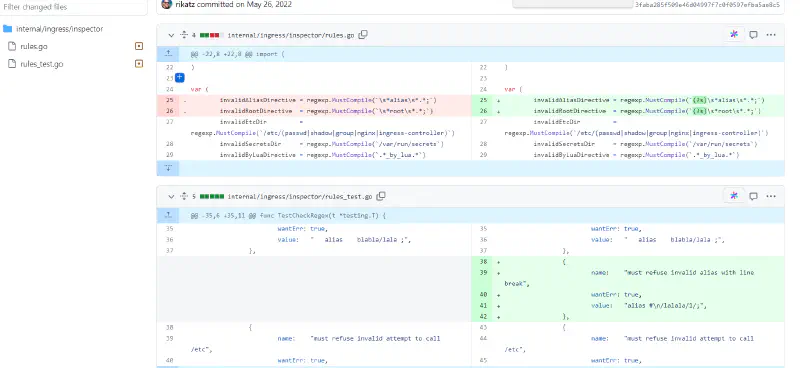 Filter changed files
internal/ingress/inspector
rules.go
rules_test.go
rikatz committed on May 26, 2022
4 internal/ingress/inspector/rules.go
@@ -22,8 +22,8 @@ import (
22 ) 22 )
23 23
24 var ( 24 var (
25 - invalidAliasDirective = regexp.MustCompile(`\s*alias\s*.*;`) 25 + invalidAliasDirective = regexp.MustCompile(`(?s)\s*alias\s*.*;`)
26 - invalidRootDirective = regexp.MustCompile(`\s*root\s*.*;`) 26 + invalidRootDirective = regexp.MustCompile(`(?s)\s*root\s*.*;`)
27 invalidEtcDir = 27 invalidEtcDir =
regexp.MustCompile(`/etc/(passwd|shadow|group|nginx|ingress-controller)`) regexp.MustCompile(`/etc/(passwd|shadow|group|nginx|ingress-controller)`)
28 invalidSecretsDir = regexp.MustCompile(`/var/run/secrets`) 28 invalidSecretsDir = regexp.MustCompile(`/var/run/secrets`)
29 invalidByLuaDirective = regexp.MustCompile(`.*_by_lua.*`) 29 invalidByLuaDirective = regexp.MustCompile(`.*_by_lua.*`)
5 internal/ingress/inspector/rules_test.go
@@ -35,6 +35,11 @@ func TestCheckRegex(t *testing.T) {
35 wantErr: true, 35 wantErr: true,
36 value: " alias blabla/lala ;", 36 value: " alias blabla/lala ;",
37 }, 37 },
38 + {
39 + name: "must refuse invalid alias with line
break",
40 + wantErr: true,
41 + value: "alias #\n/lalala/1/;",
42 + },
38 { 43 {
39 name: "must refuse invalid attempt to call 44 name: "must refuse invalid attempt to call
/etc", /etc",
40 wantErr: true, 45 wantErr: true,